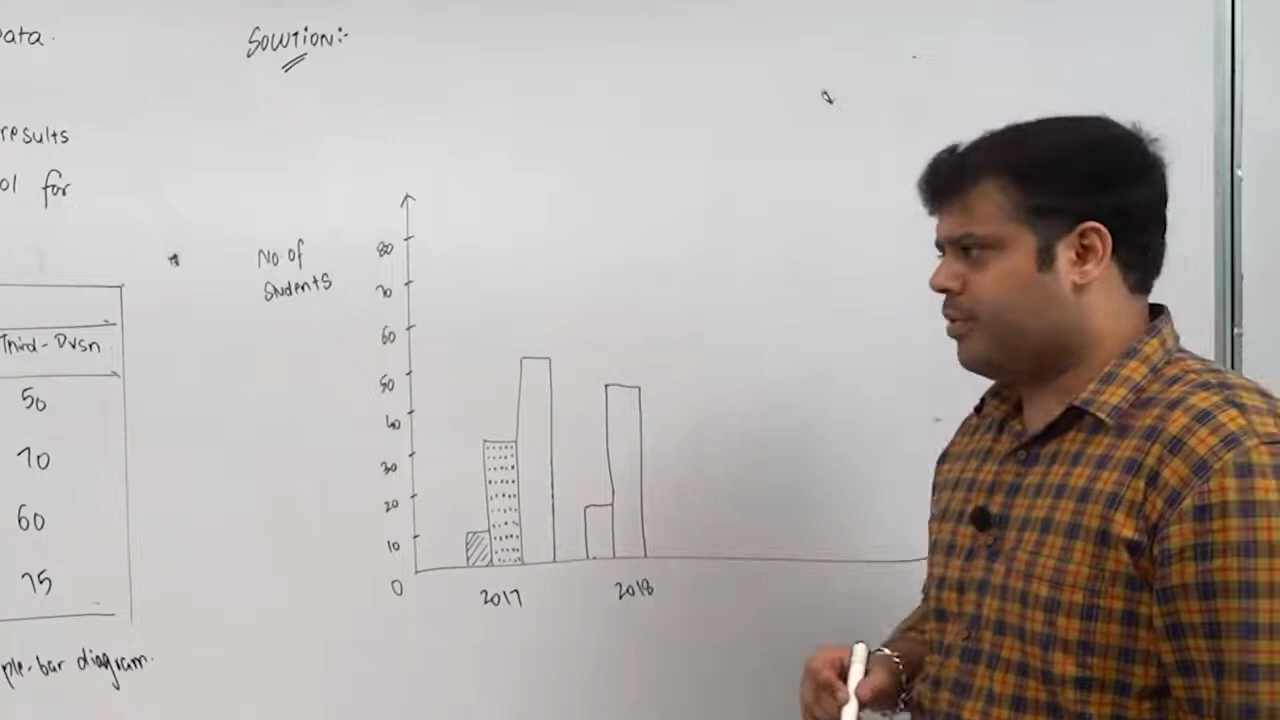 Data.
results
ol for
Third-Dvsn
50
70
60
75
ple-bar diagram.
SOLUTION:-
No. of
students
80
70
60
50
40
30
20
10
0
2017
2018